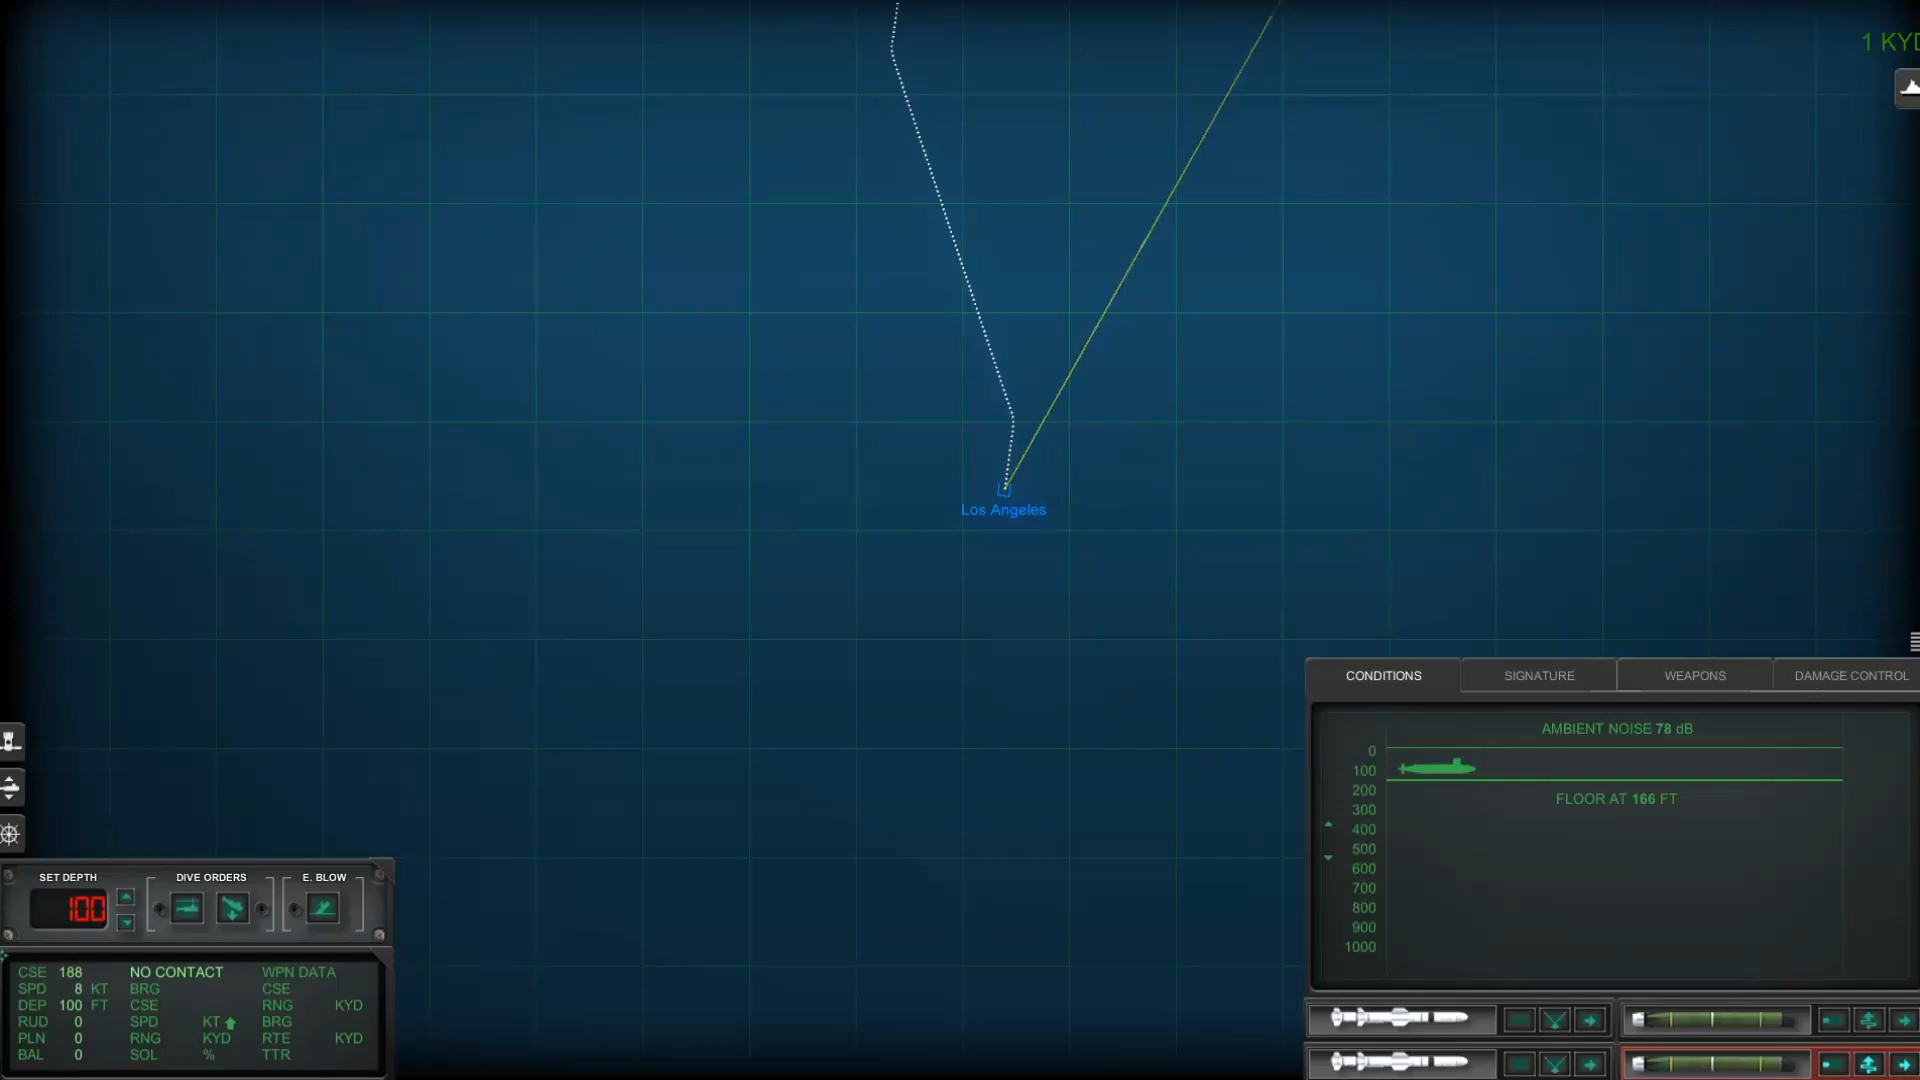 1 KYD
Los Angeles
CONDITIONS SIGNATURE WEAPONS DAMAGE CONTROL
AMBIENT NOISE 78 dB
0
100
200
FLOOR AT 166 FT
300
400
500
600
700
800
900
1000
SET DEPTH DIVE ORDERS E. BLOW
100
CSE 188 NO CONTACT WPN DATA
SPD 8 KT BRG CSE
DEP 100 FT CSE RNG KYD
RUD 0 SPD KT BRG
PLN 0 RNG KYD RTE KYD
BAL 0 SOL % TTR